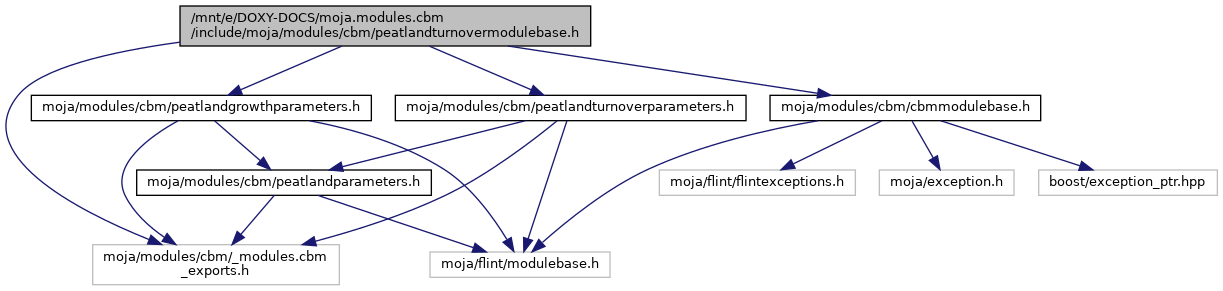 /mnt/e/DOXY-DOCS/moja.modules.cbm
/include/moja/modules/cbm/peatlandturnovermodulebase.h
moja/modules/cbm/peatlandgrowthparameters.h
moja/modules/cbm/peatlandturnoverparameters.h
moja/modules/cbm/cbmmodulebase.h
moja/modules/cbm/peatlandparameters.h
moja/flint/flintexceptions.h
moja/exception.h
boost/exception_ptr.hpp
moja/modules/cbm/_modules.cbm
_exports.h
moja/flint/modulebase.h